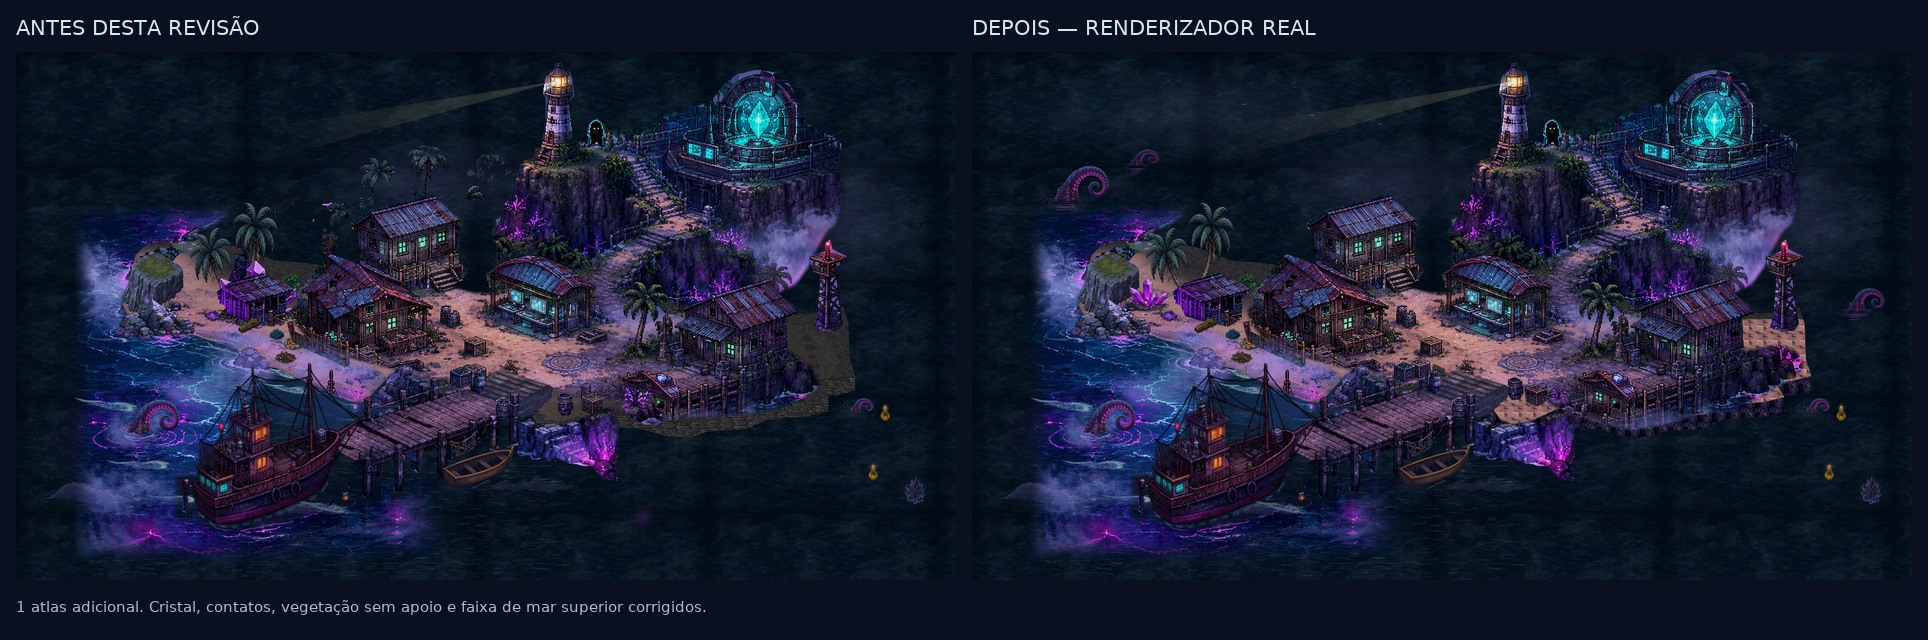 ANTES DESTA REVISÃO
DEPOIS — RENDERIZADOR REAL
1 atlas adicional. Cristal, contatos, vegetação sem apoio e faixa de mar superior corrigidos.